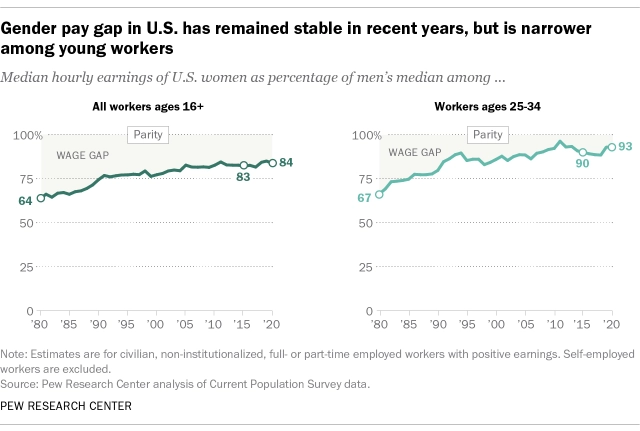 Gender pay gap in U.S. has remained stable in recent years, but is narrower
among young workers
Median hourly earnings of U.S. women as percentage of men's median among ...
All workers ages 16+
100%
Parity
WAGE GAP
75
50
25
0
64
83
84
'80
'85
'90
'95
'00
'05
'10
'15
'20
Workers ages 25-34
100%
Parity
WAGE GAP
75
50
25
0
67
90
93
'80
'85
'90
'95
'00
'05
'10
'15
'20
Note: Estimates are for civilian, non-institutionalized, full- or part-time employed workers with positive earnings. Self-employed
workers are excluded.
Source: Pew Research Center analysis of Current Population Survey data.
PEW RESEARCH CENTER